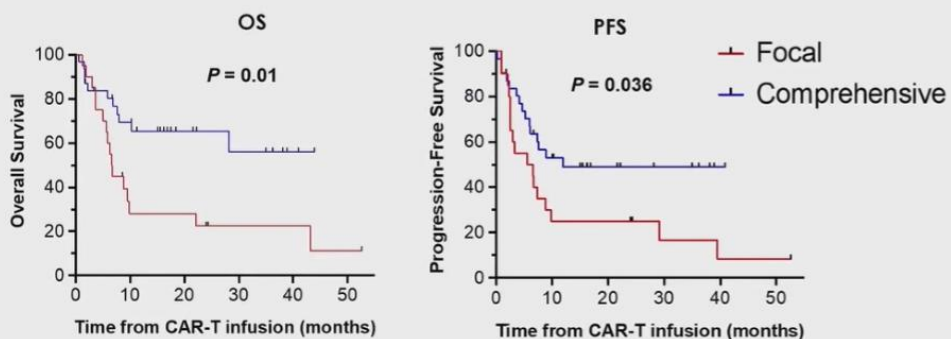 OS
P = 0.01
Overall Survival
100
80
60
40
20
0
0 10 20 30 40 50
Time from CAR-T infusion (months)
PFS
P = 0.036
Progression-Free Survival
100
80
60
40
20
0
0 10 20 30 40 50
Time from CAR-T infusion (months)
Focal
Comprehensive